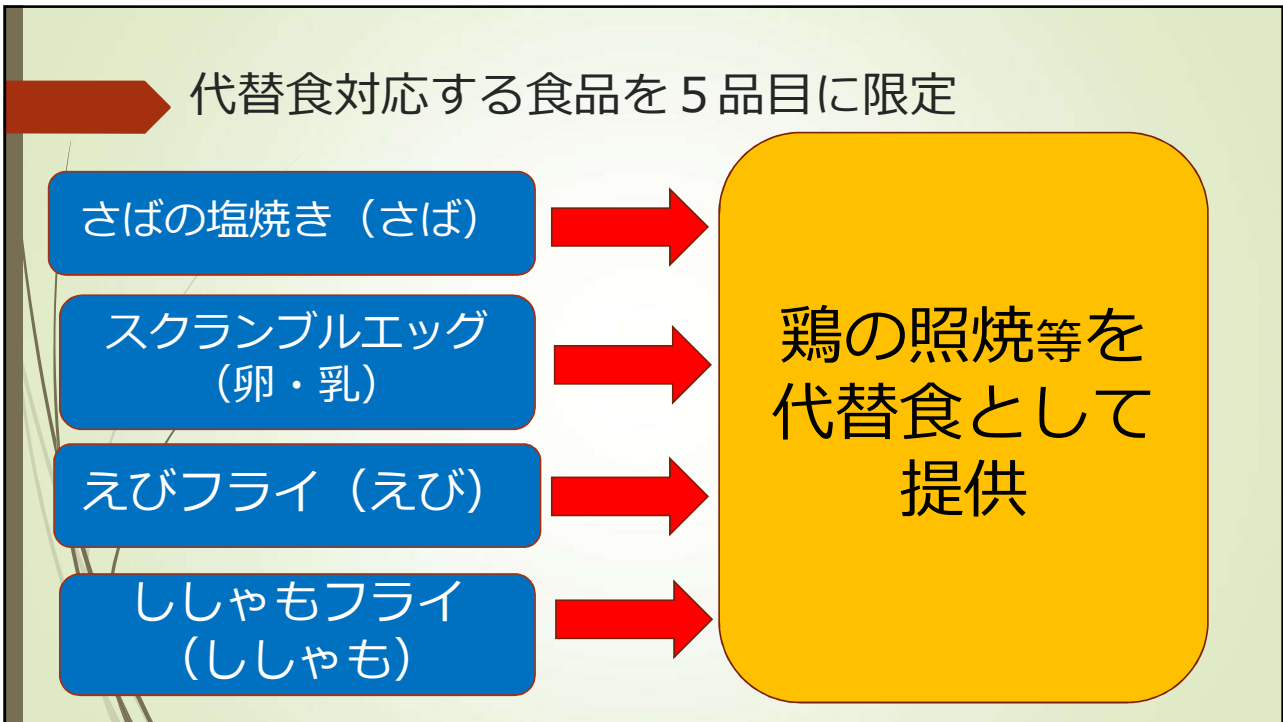 代替食対応する食品を5品目に限定
さばの塩焼き（さば）
スクランブルエッグ
（卵・乳）
えびフライ（えび）
ししゃもフライ
（ししゃも）
鶏の照焼等を
代替食として
提供